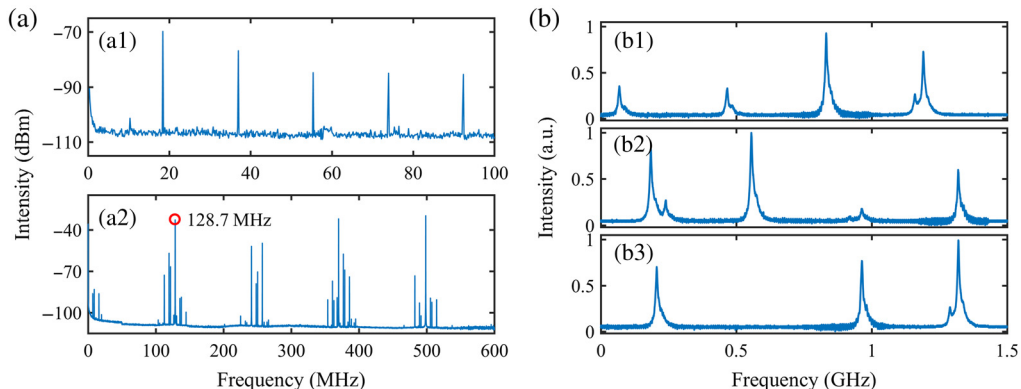 (a)
(a1)
−70
−90
−110
0 20 40 60 80 100
(a2)
128.7 MHz
−40
−70
−100
0 100 200 300 400 500 600
Intensity (dBm)
Frequency (MHz)
(b)
(b1)
1
0.5
0
(b2)
1
0.5
0
(b3)
1
0.5
0
0 0.5 1 1.5
Intensity (a.u.)
Frequency (GHz)